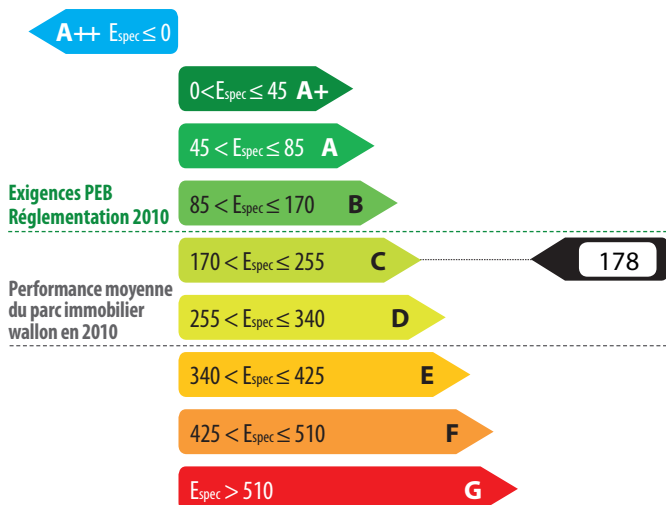 A++ Espec ≤ 0
0<Espec ≤ 45 A+
45 < Espec ≤ 85 A
Exigences PEB
Réglementation 2010
85 < Espec ≤ 170 B
170 < Espec ≤ 255 C
178
Performance moyenne
du parc immobilier
wallon en 2010
255 < Espec ≤ 340 D
340 < Espec ≤ 425 E
425 < Espec ≤ 510 F
Espec > 510 G